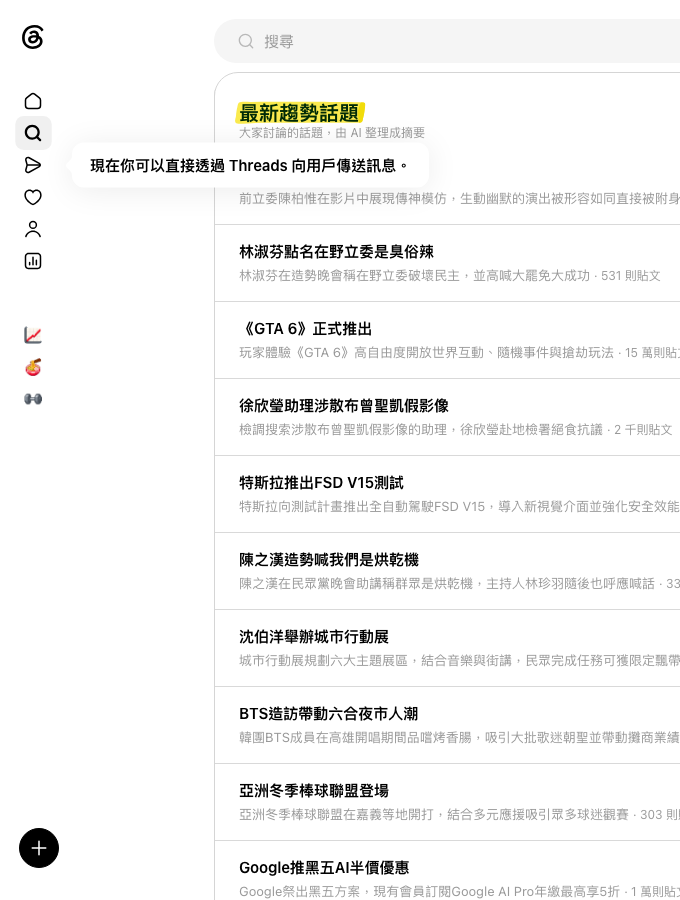 搜尋
最新趨勢話題
大家討論的話題，由 AI 整理成摘要
現在你可以直接透過 Threads 向用戶傳送訊息。
前立委陳柏惟在影片中展現傳神模仿，生動幽默的演出被形容如同直接被附身
林淑芬點名在野立委是臭俗辣
林淑芬在造勢晚會稱在野立委破壞民主，並高喊大罷免大成功 · 531 則貼文
《GTA 6》正式推出
玩家體驗《GTA 6》高自由度開放世界互動、隨機事件與搶劫玩法 · 15 萬則貼文
徐欣瑩助理涉散布曾聖凱假影像
檢調搜索涉散布曾聖凱假影像的助理，徐欣瑩赴地檢署絕食抗議 · 2 千則貼文
特斯拉推出FSD V15測試
特斯拉向測試計畫推出全自動駕駛FSD V15，導入新視覺介面並強化安全效能
陳之漢造勢喊我們是烘乾機
陳之漢在民眾黨晚會助講稱群眾是烘乾機，主持人林珍羽隨後也呼應喊話 · 33
沈伯洋舉辦城市行動展
城市行動展規劃六大主題展區，結合音樂與街講，民眾完成任務可獲限定飄帶
BTS造訪帶動六合夜市人潮
韓團BTS成員在高雄開唱期間品嚐烤香腸，吸引大批歌迷朝聖並帶動攤商業績
亞洲冬季棒球聯盟登場
亞洲冬季棒球聯盟在嘉義等地開打，結合多元應援吸引眾多球迷觀賽 · 303 則
Google推黑五AI半價優惠
Google祭出黑五方案，現有會員訂閱Google AI Pro年繳最高享5折 · 1 萬則貼文